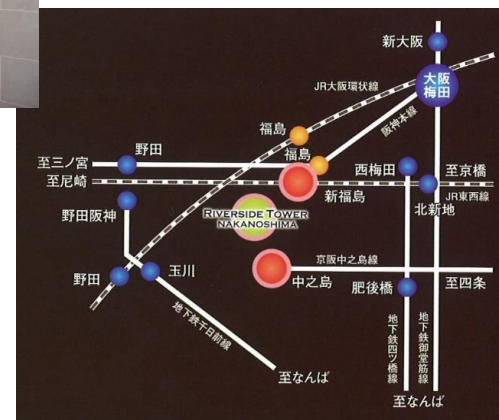 新大阪
大阪
梅田
JR大阪環状線
阪神本線
福島
福島
野田
至三ノ宮
至尼崎
西梅田
至京橋
新福島
JR東西線
北新地
野田阪神
RIVERSIDE TOWER
NAKANOSHIMA
京阪中之島線
野田
玉川
中之島
肥後橋
至四条
地下鉄千日前線
地下鉄四ツ橋線
地下鉄御堂筋線
至なんば
至なんば